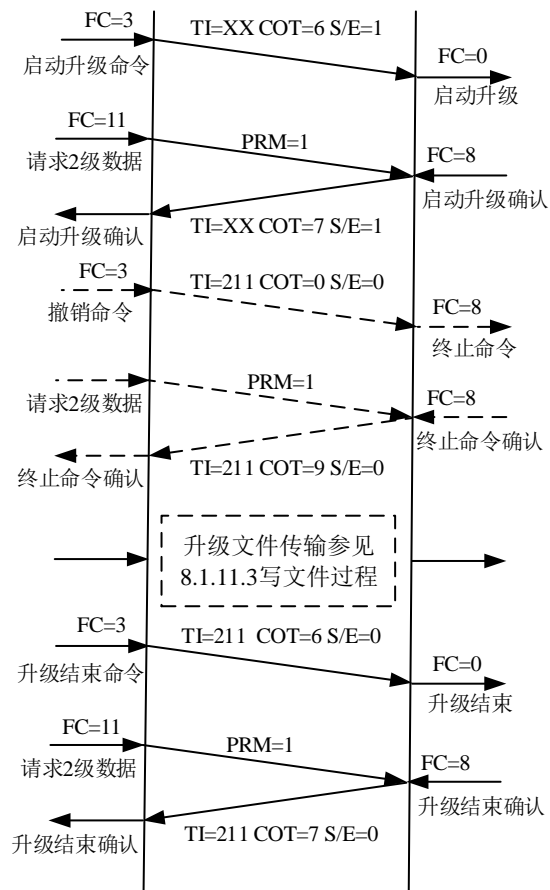 FC=3
TI=XX COT=6 S/E=1
启动升级命令
FC=0
启动升级
FC=11
PRM=1
请求2级数据
FC=8
启动升级确认
启动升级确认
TI=XX COT=7 S/E=1
FC=3
TI=211 COT=0 S/E=0
撤销命令
FC=8
终止命令
PRM=1
请求2级数据
FC=8
终止命令确认
终止命令确认
TI=211 COT=9 S/E=0
升级文件传输参见
8.1.11.3写文件过程
FC=3
TI=211 COT=6 S/E=0
升级结束命令
FC=0
升级结束
FC=11
PRM=1
请求2级数据
FC=8
升级结束确认
升级结束确认
TI=211 COT=7 S/E=0